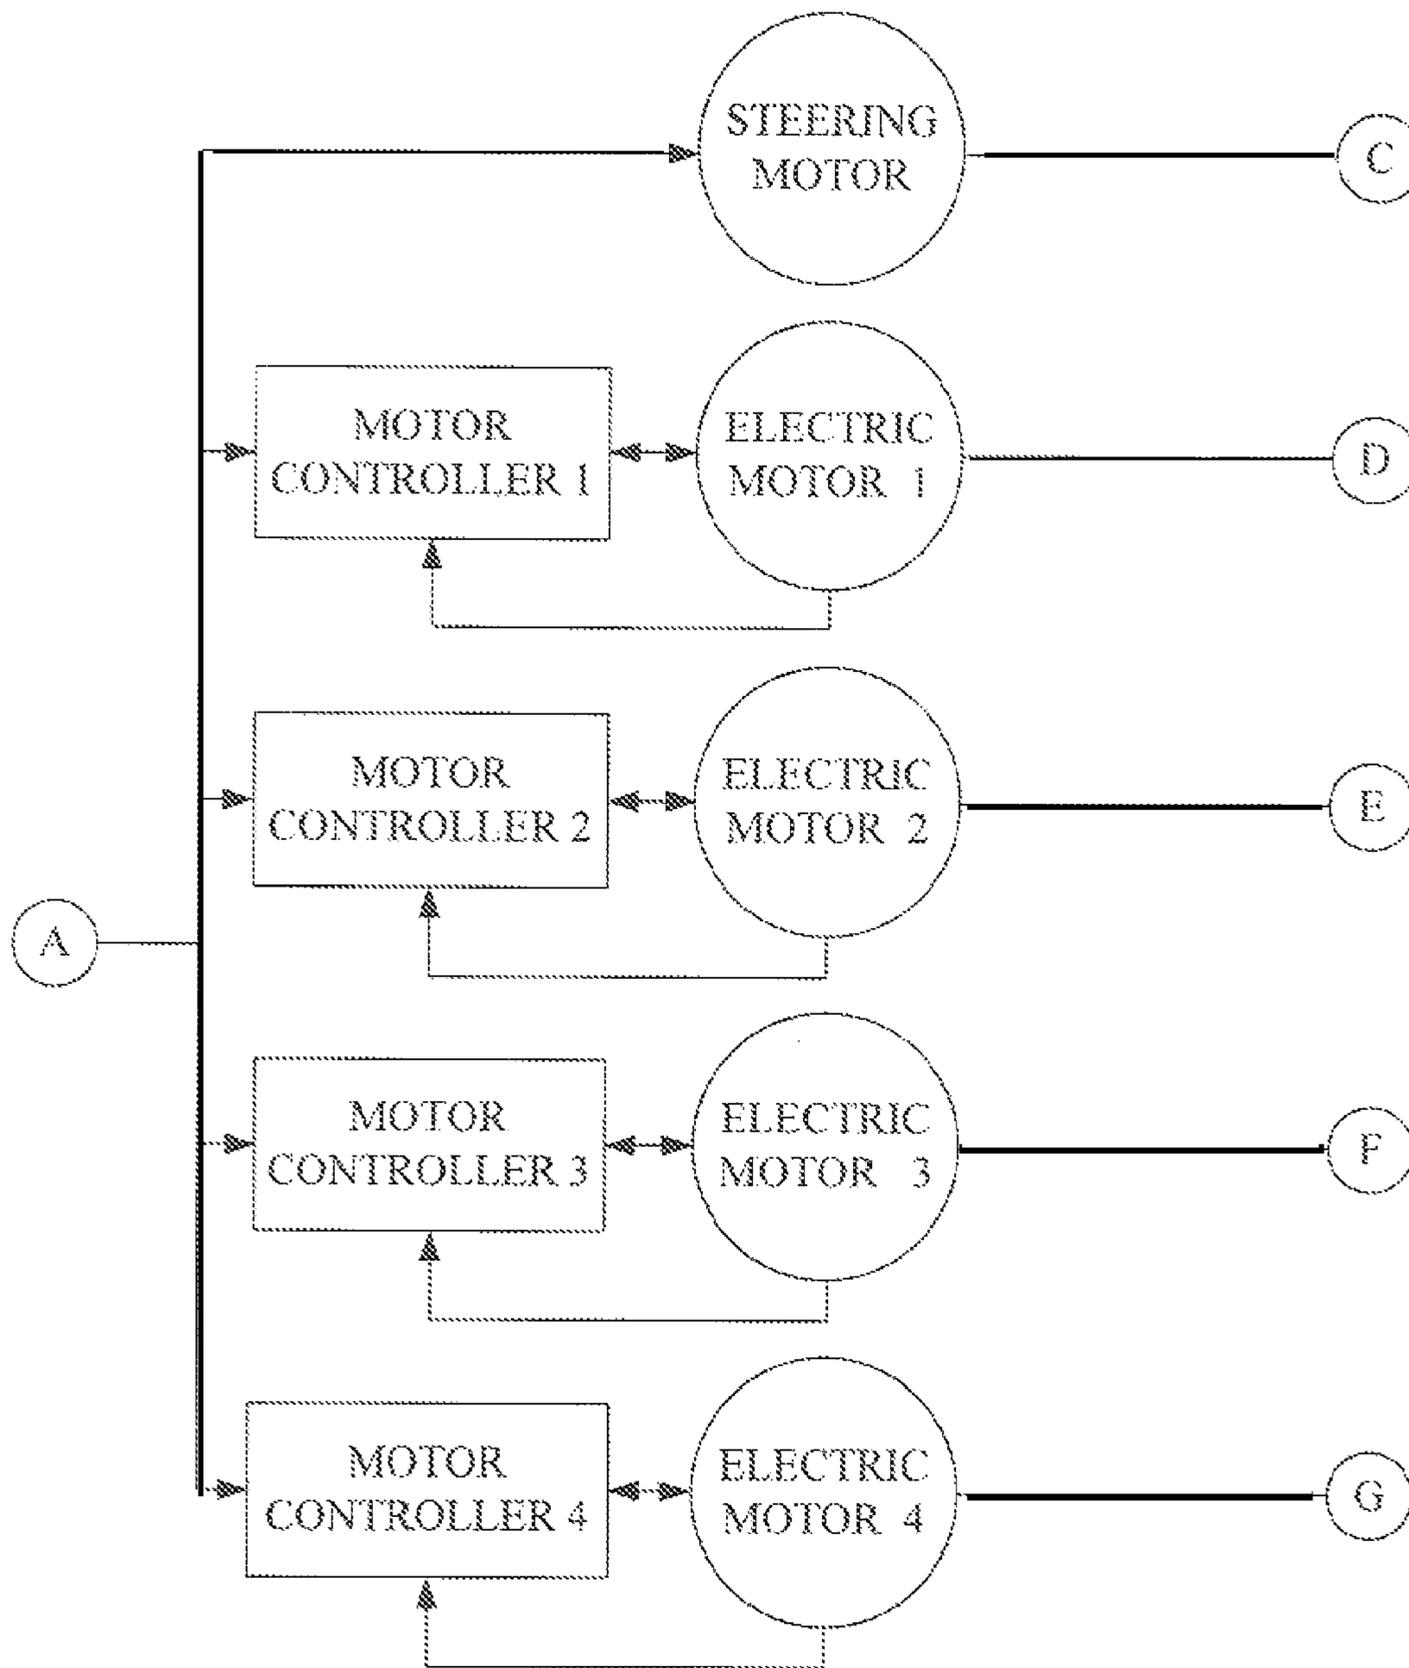 STEERING
MOTOR
C
MOTOR
CONTROLLER 1
ELECTRIC
MOTOR 1
D
MOTOR
CONTROLLER 2
ELECTRIC
MOTOR 2
E
A
MOTOR
CONTROLLER 3
ELECTRIC
MOTOR 3
F
MOTOR
CONTROLLER 4
ELECTRIC
MOTOR 4
G